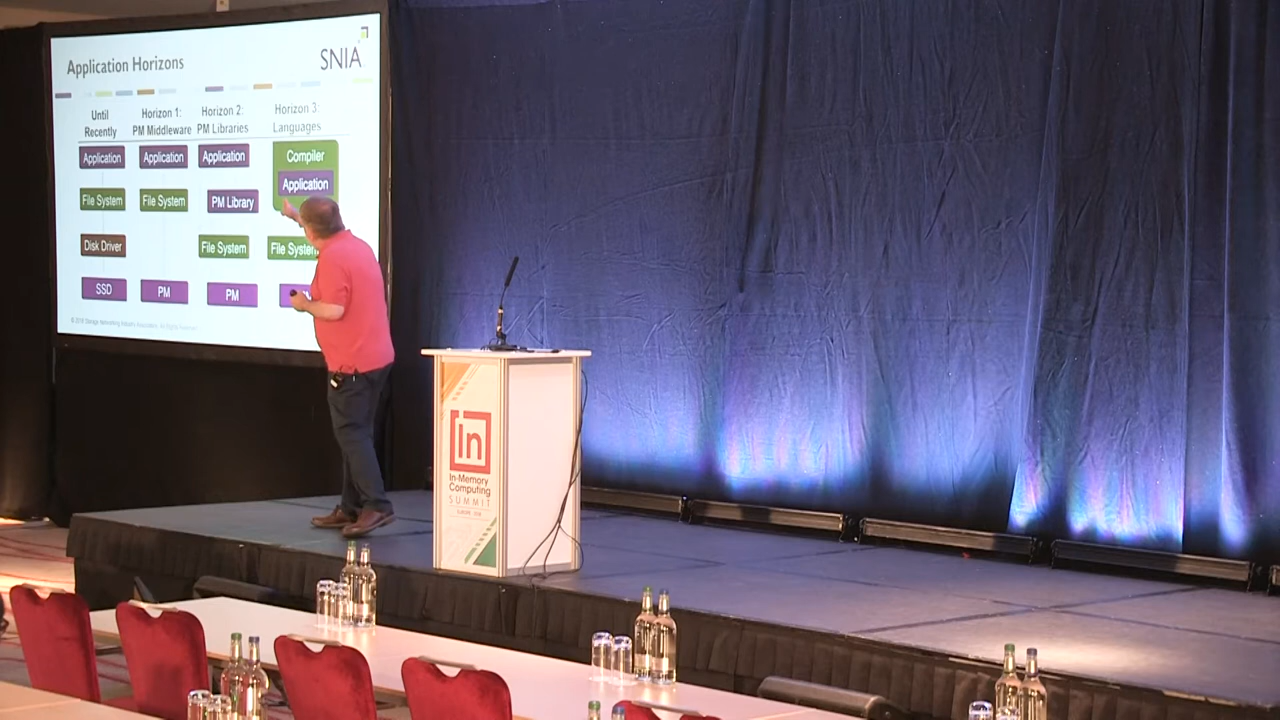 Application Horizons
SNIA
Until Recently
Horizon 1: PM Middleware
Horizon 2: PM Libraries
Horizon 3: Languages
Application
Application
Application
Compiler
Application
File System
File System
PM Library
Disk Driver
File System
File System
SSD
PM
PM
In
In-Memory
Computing
SUMMIT